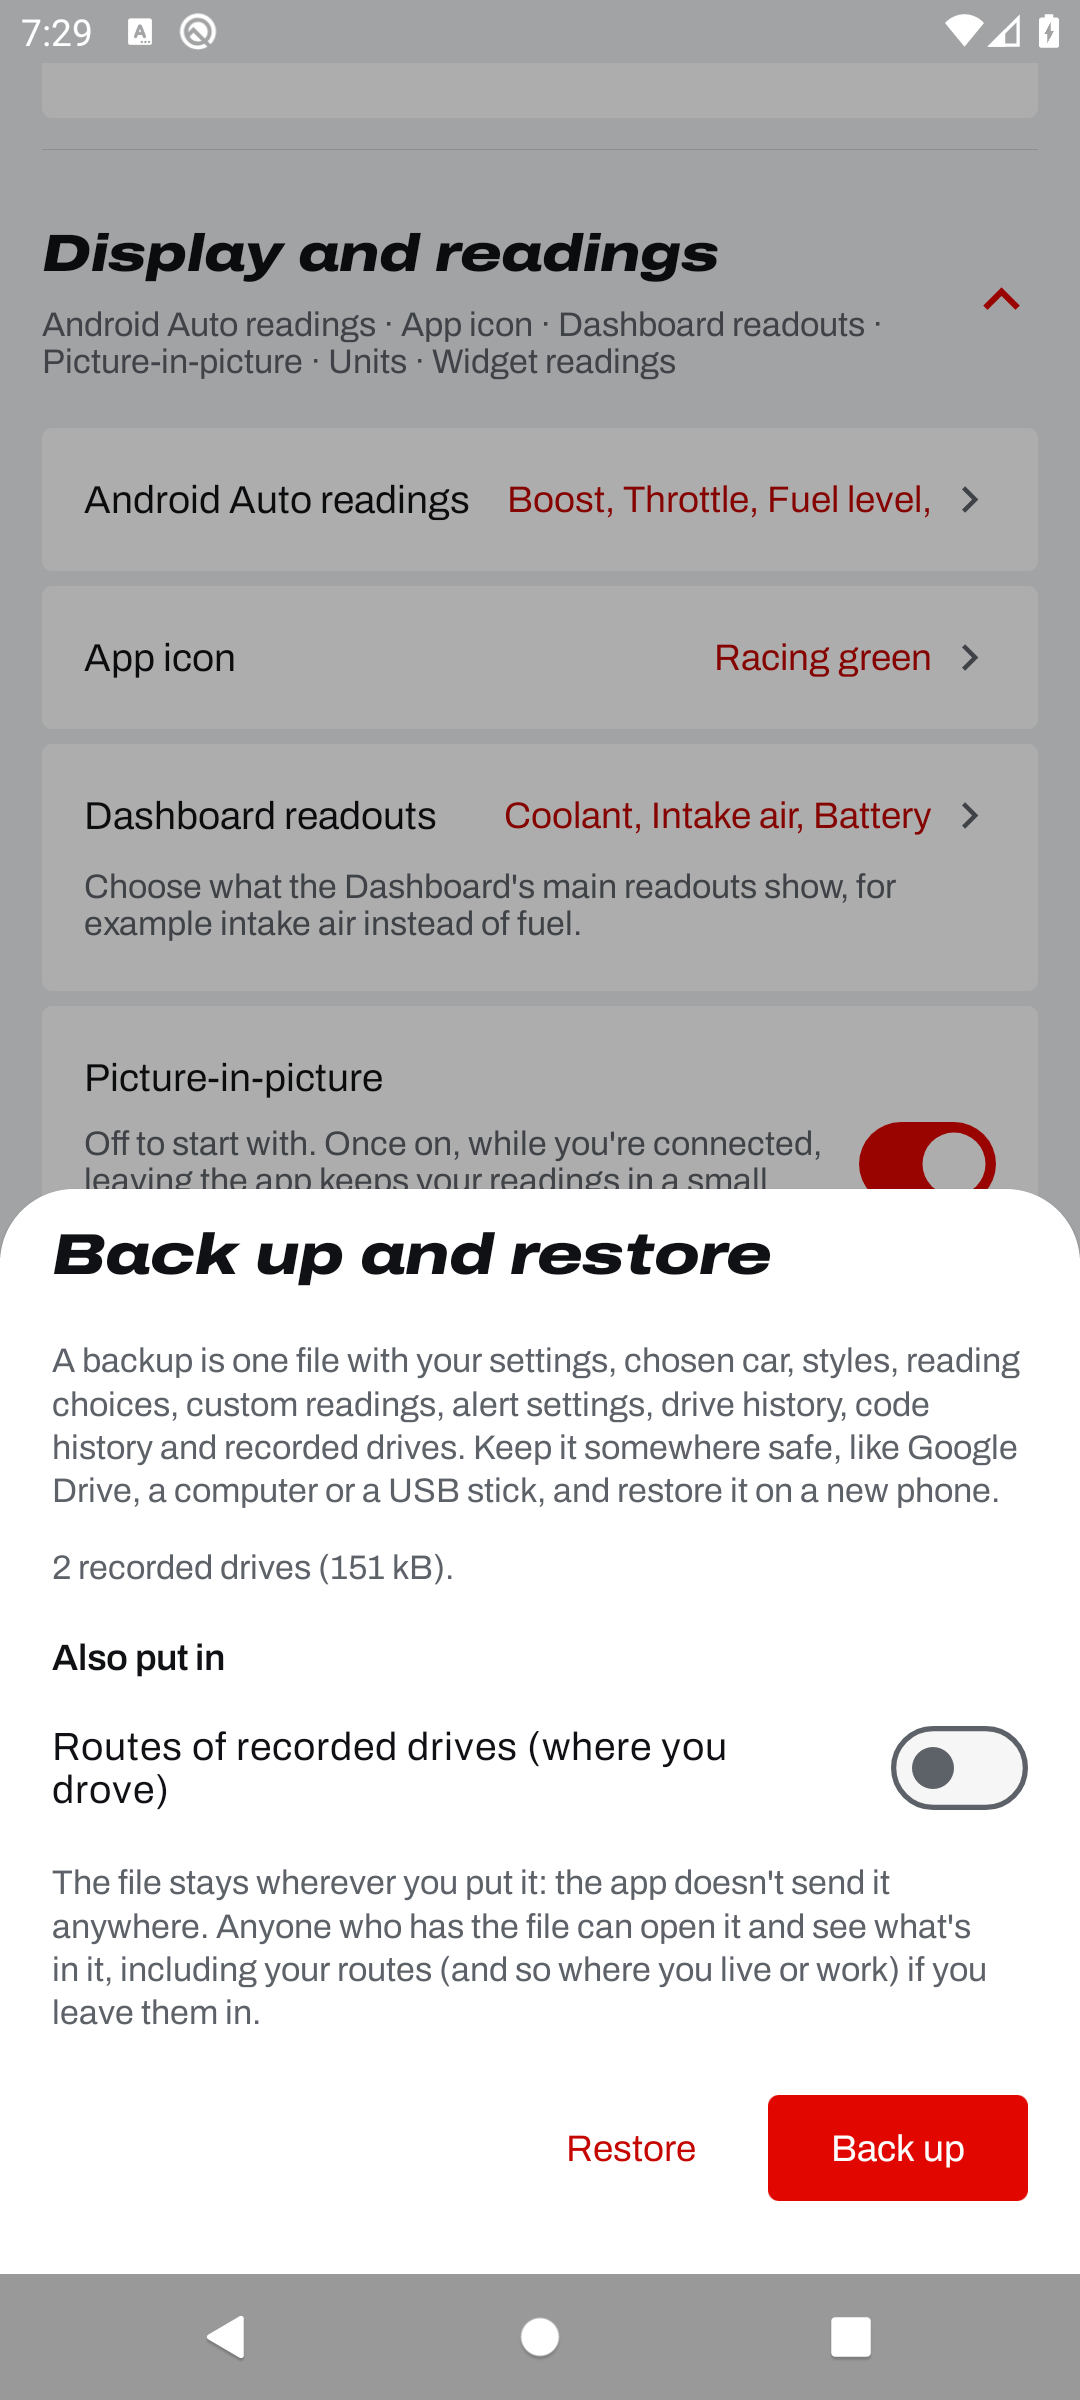 7:29
Display and readings
Android Auto readings · App icon · Dashboard readouts ·
Picture-in-picture · Units · Widget readings
Android Auto readings Boost, Throttle, Fuel level,
App icon Racing green
Dashboard readouts Coolant, Intake air, Battery
Choose what the Dashboard's main readouts show, for
example intake air instead of fuel.
Picture-in-picture
Off to start with. Once on, while you're connected,
leaving the app keeps your readings in a small
Back up and restore
A backup is one file with your settings, chosen car, styles, reading
choices, custom readings, alert settings, drive history, code
history and recorded drives. Keep it somewhere safe, like Google
Drive, a computer or a USB stick, and restore it on a new phone.
2 recorded drives (151 kB).
Also put in
Routes of recorded drives (where you
drove)
The file stays wherever you put it: the app doesn't send it
anywhere. Anyone who has the file can open it and see what's
in it, including your routes (and so where you live or work) if you
leave them in.
Restore Back up